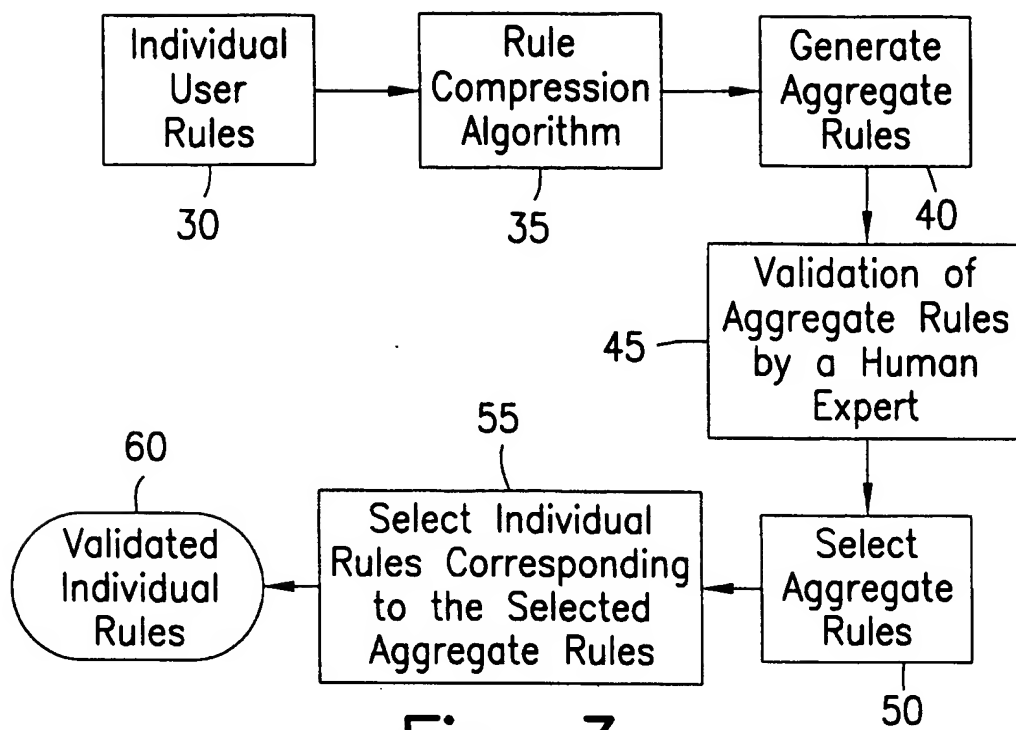 Individual
User
Rules
30
Rule
Compression
Algorithm
35
Generate
Aggregate
Rules
40
Validation of
Aggregate Rules
by a Human
Expert
45
Select
Aggregate
Rules
50
55
Select Individual
Rules Corresponding
to the Selected
Aggregate Rules
60
Validated
Individual
Rules